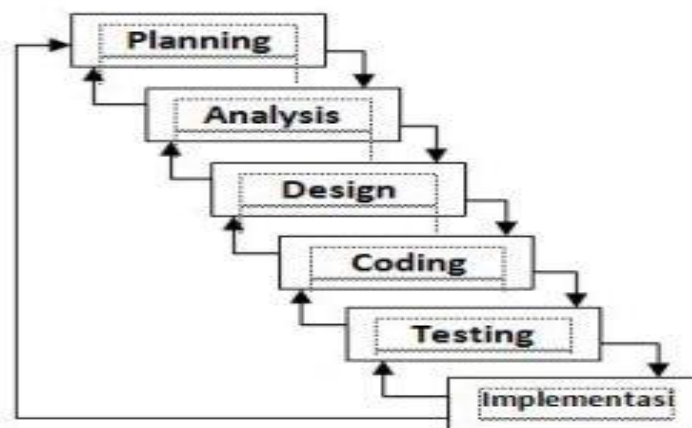 Planning
Analysis
Design
Coding
Testing
Implementasi